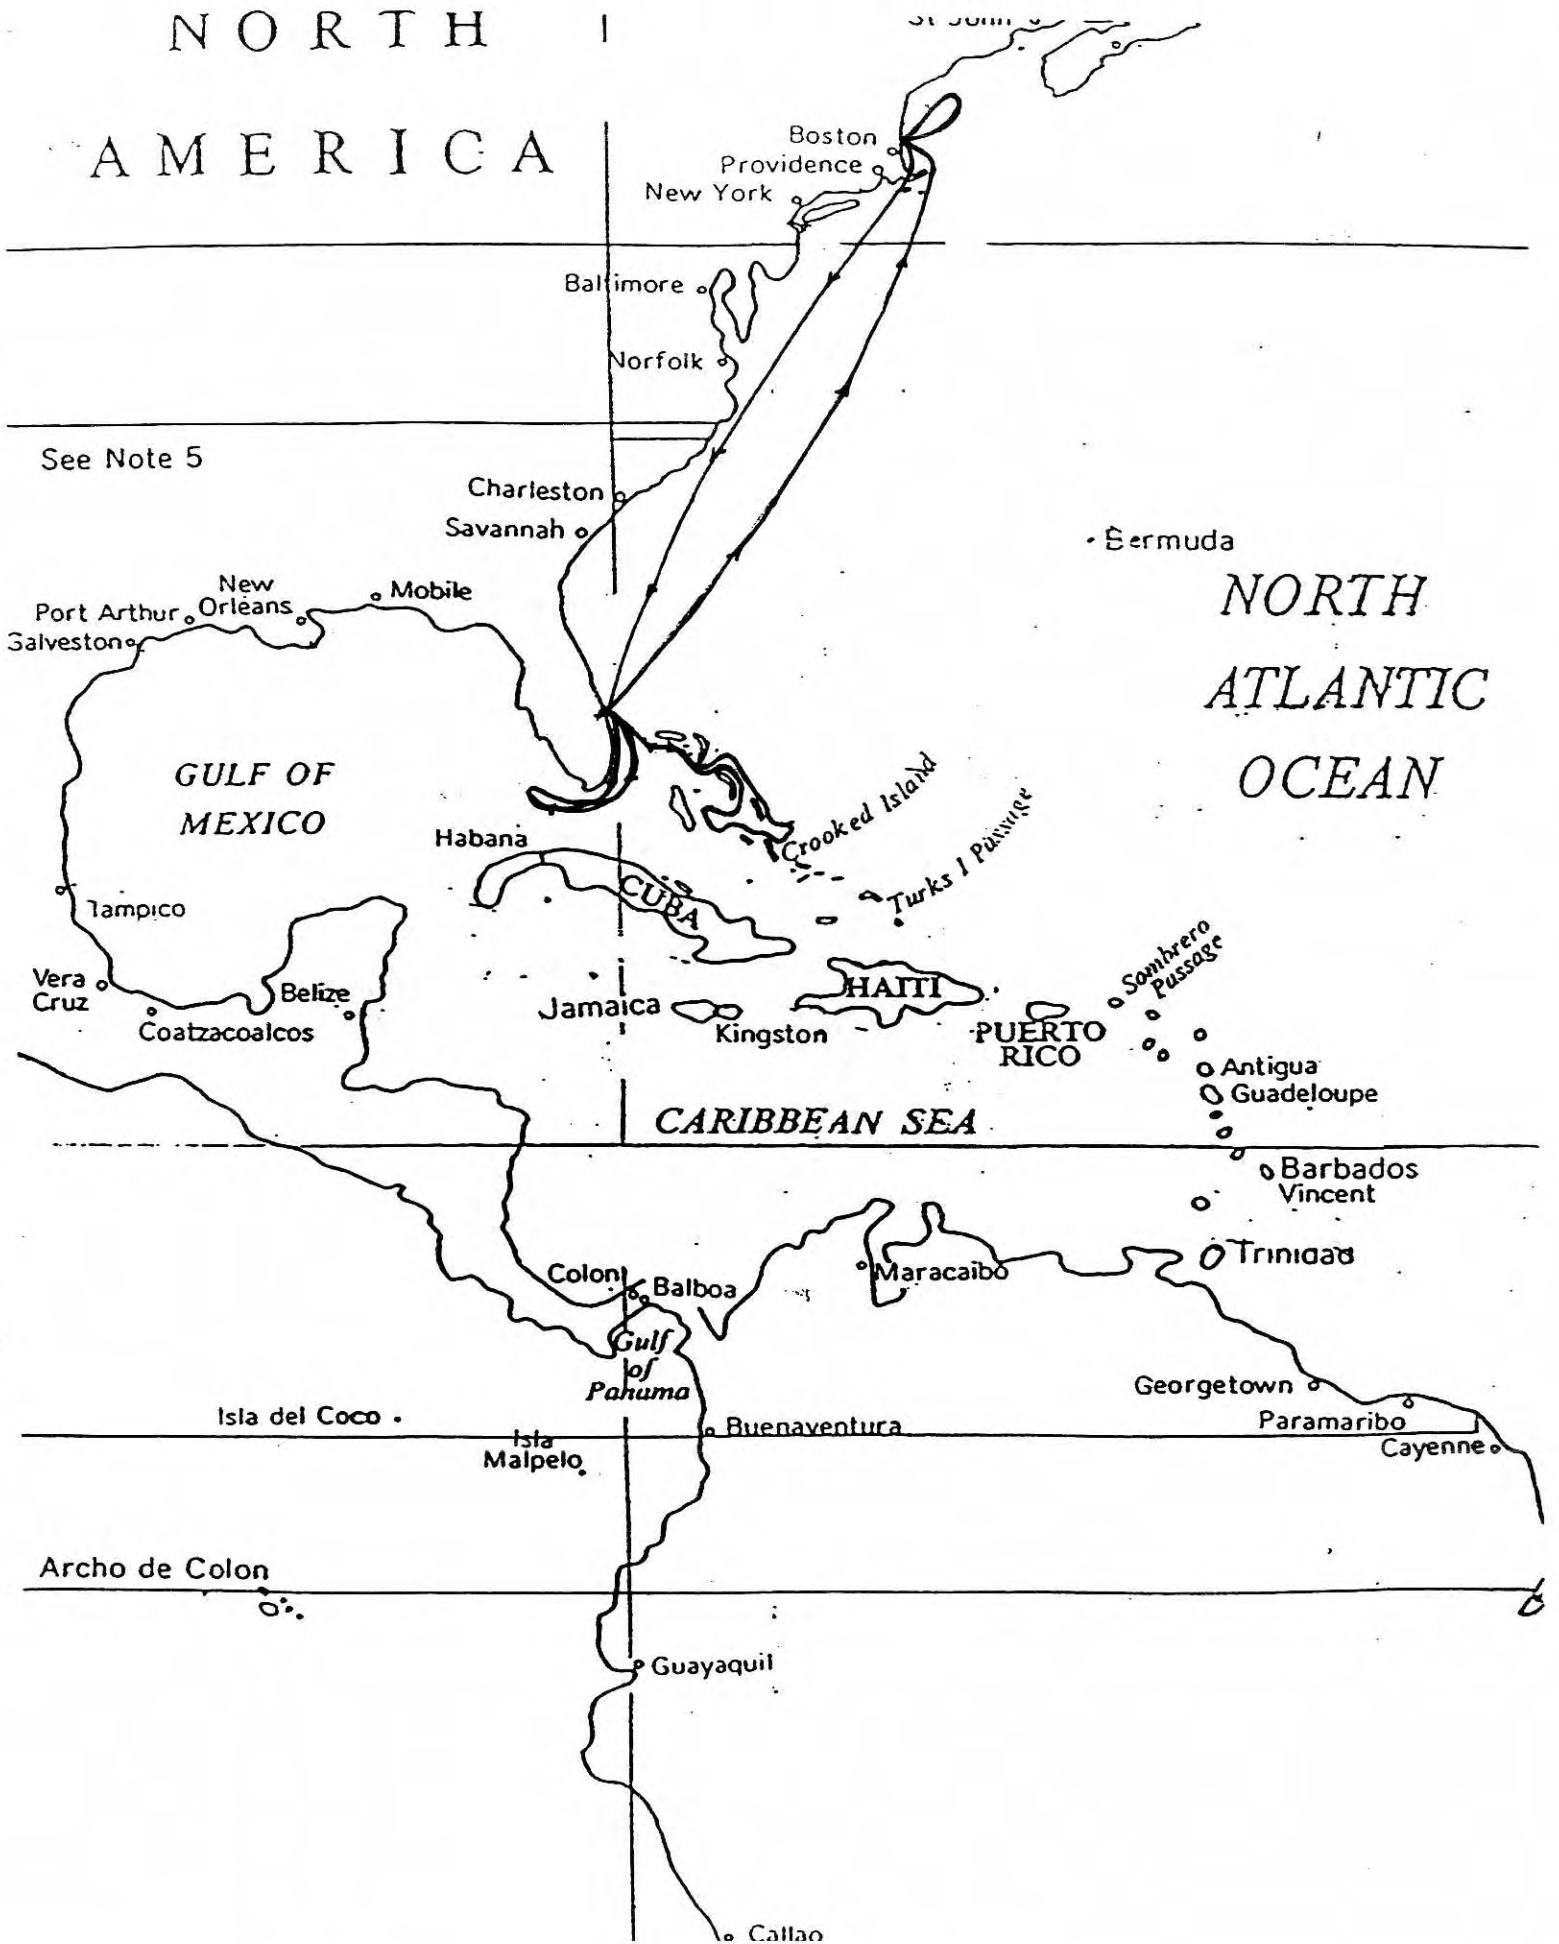 NORTH
AMERICA
Boston
Providence
New York
Baltimore
Norfolk
See Note 5
Charleston
Savannah
Bermuda
NORTH
ATLANTIC
OCEAN
New
Orleans
Mobile
Port Arthur
Galveston
GULF OF
MEXICO
Habana
Crooked Island
Turks I Passage
CUBA
Tampico
Vera
Cruz
Coatzacoalcos
Belize
Jamaica
Kingston
HAITI
PUERTO
RICO
Sombrero
Passage
Antigua
Guadeloupe
CARIBBEAN SEA
Barbados
Vincent
Trinidad
Maracaibo
Colon
Balboa
Gulf
of
Panama
Georgetown
Paramaribo
Cayenne
Isla del Coco
Buenaventura
Isla
Malpelo
Archo de Colon
Guayaquil
Callao